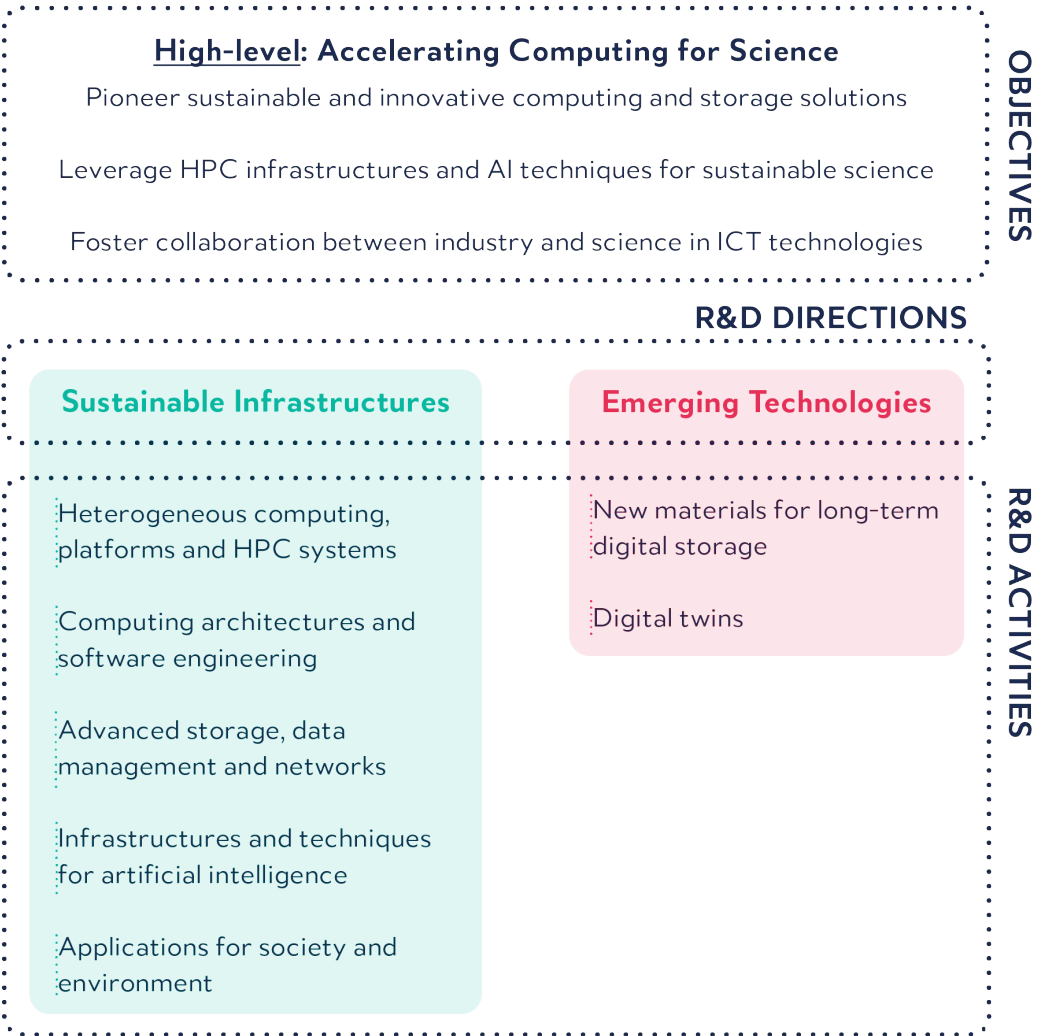 High-level: Accelerating Computing for Science
Pioneer sustainable and innovative computing and storage solutions
Leverage HPC infrastructures and AI techniques for sustainable science
Foster collaboration between industry and science in ICT technologies
OBJECTIVES
R&D DIRECTIONS
Sustainable Infrastructures
Emerging Technologies
Heterogeneous computing,
platforms and HPC systems
Computing architectures and
software engineering
Advanced storage, data
management and networks
Infrastructures and techniques
for artificial intelligence
Applications for society and
environment
New materials for long-term
digital storage
Digital twins
R&D ACTIVITIES